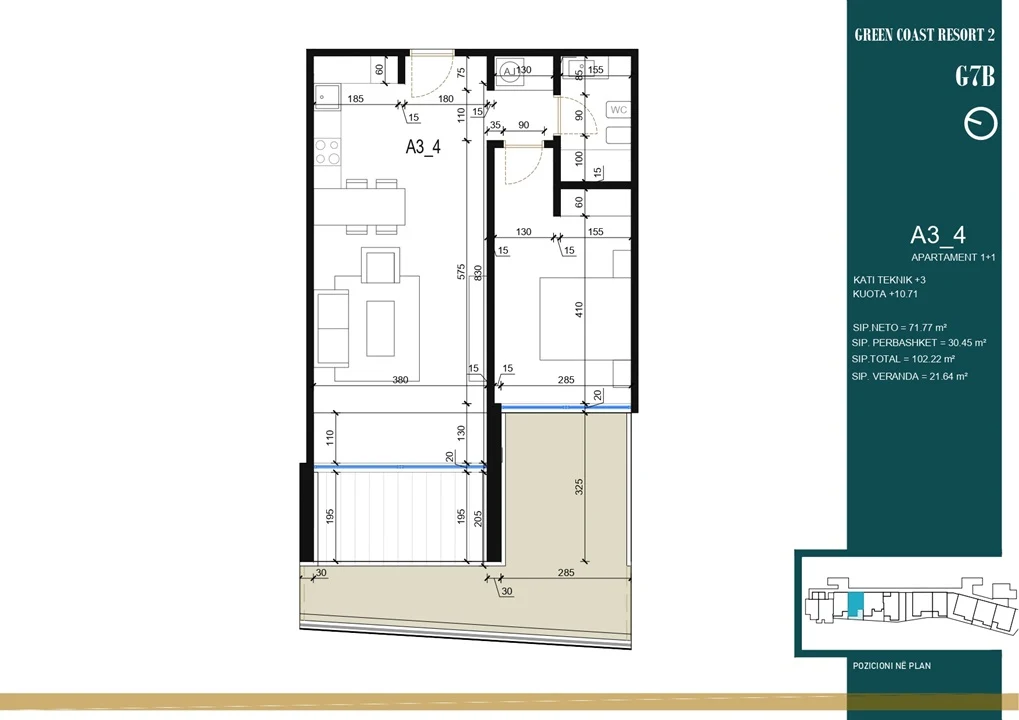 GREEN COAST RESORT 2
G7B
A3_4
APARTAMENT 1+1
KATI TEKNIK +3
KUOTA +10.71
SIP.NETO = 71.77 m²
SIP. PERBASHKET = 30.45 m²
SIP.TOTAL = 102.22 m²
SIP. VERANDA = 21.64 m²
POZICIONI NË PLAN
60
75
AJ
130
85
155
185
180
15
110
15
35
90
90
WC
A3_4
100
15
60
130
155
15
15
575
830
410
15
15
380
285
20
110
130
20
195
195
205
325
30
285
30